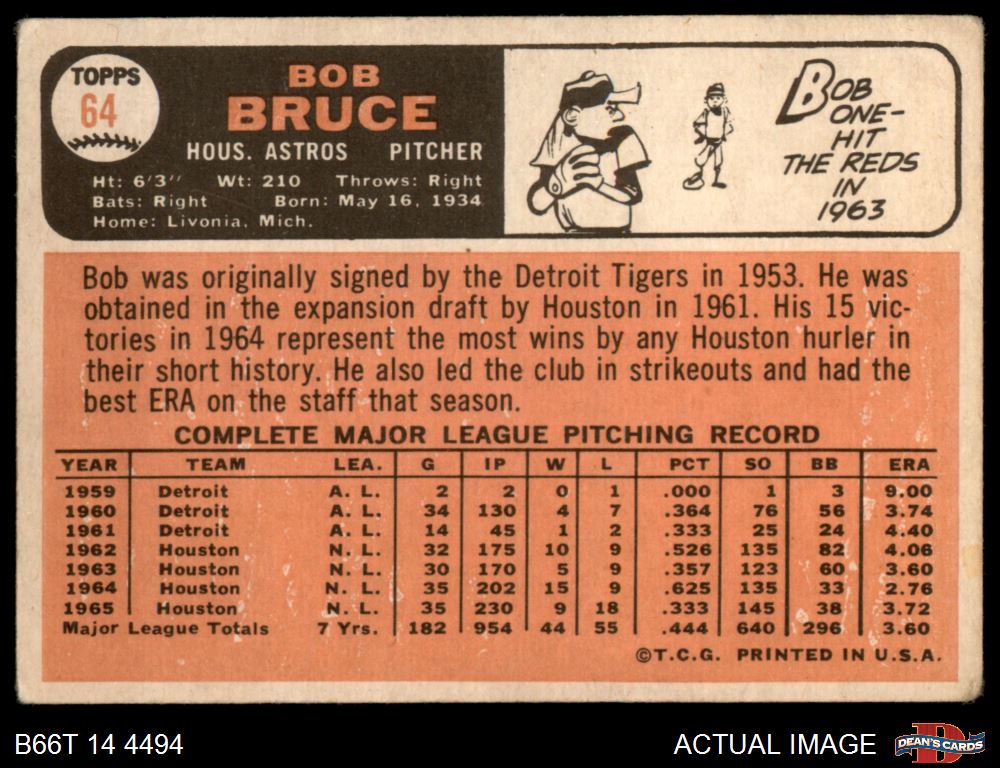 TOPPS
64
BOB
BRUCE
HOUS. ASTROS PITCHER
Ht: 6'3" Wt: 210 Throws: Right
Bats: Right Born: May 16, 1934
Home: Livonia, Mich.
BOB
ONE-
HIT
THE REDS
IN
1963
Bob was originally signed by the Detroit Tigers in 1953. He was
obtained in the expansion draft by Houston in 1961. His 15 vic-
tories in 1964 represent the most wins by any Houston hurler in
their short history. He also led the club in strikeouts and had the
best ERA on the staff that season.
COMPLETE MAJOR LEAGUE PITCHING RECORD
YEAR TEAM LEA. G IP W L PCT SO BB ERA
1959 Detroit A. L. 2 2 0 1 .000 1 3 9.00
1960 Detroit A. L. 34 130 4 7 .364 76 56 3.74
1961 Detroit A. L. 14 45 1 2 .333 25 24 4.40
1962 Houston N. L. 32 175 10 9 .526 135 82 4.06
1963 Houston N. L. 30 170 5 9 .357 123 60 3.60
1964 Houston N. L. 35 202 15 9 .625 135 33 2.76
1965 Houston N. L. 35 230 9 18 .333 145 38 3.72
Major League Totals 7 Yrs. 182 954 44 55 .444 640 296 3.60
©T.C.G. PRINTED IN U.S.A.
B66T 14 4494
ACTUAL IMAGE
DEAN'S CARDS